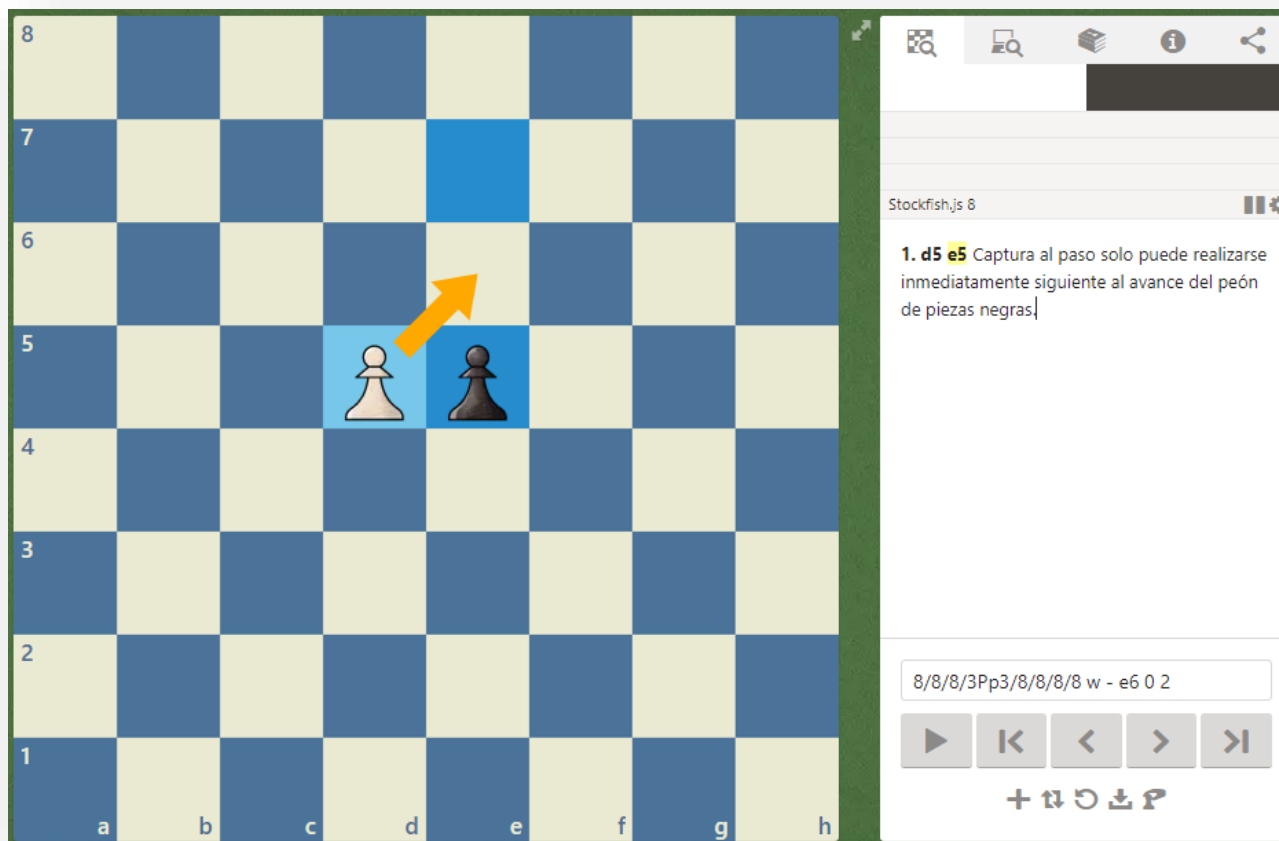 8
7
6
5
4
3
2
1
a b c d e f g h
Stockfish.js 8
1. d5 e5 Captura al paso solo puede realizarse
inmediatamente siguiente al avance del peón
de piezas negras.
8/8/8/3Pp3/8/8/8/8 w - e6 0 2